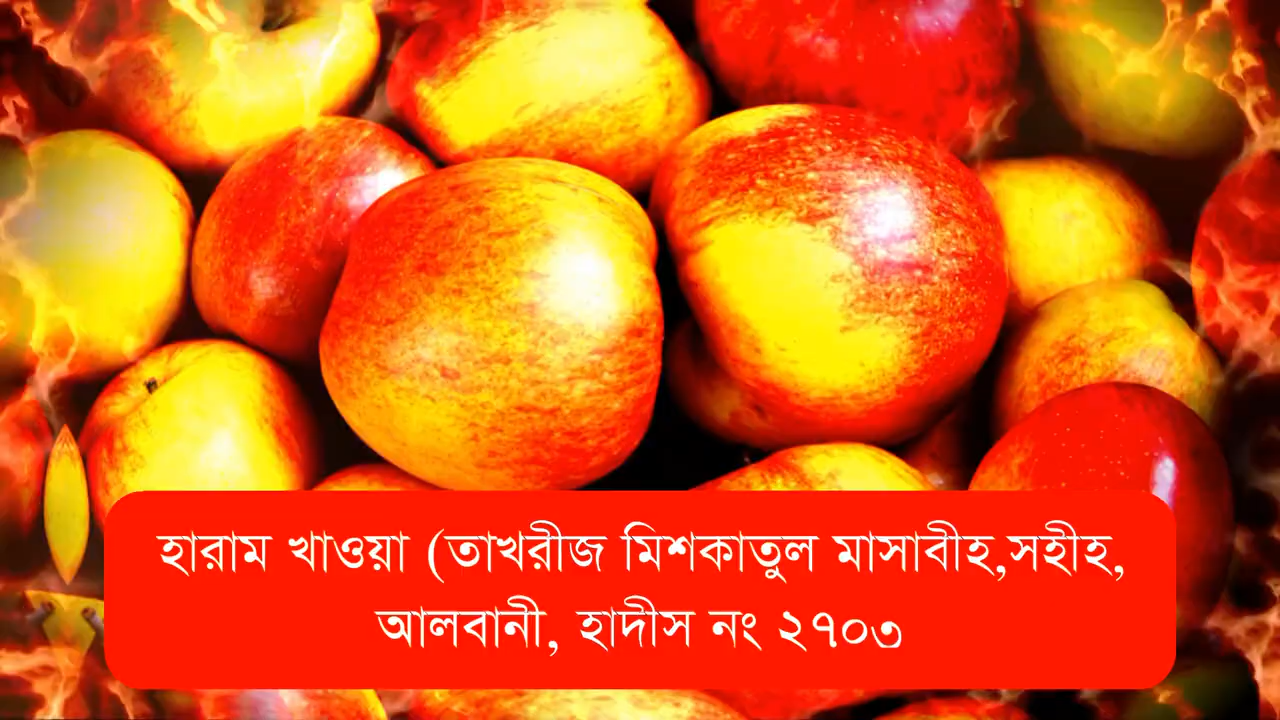 হারাম খাওয়া (তাখরীজ মিশকাতুল মাসাবীহ,সহীহ,
আলবানী, হাদীস নং ২৭০৩